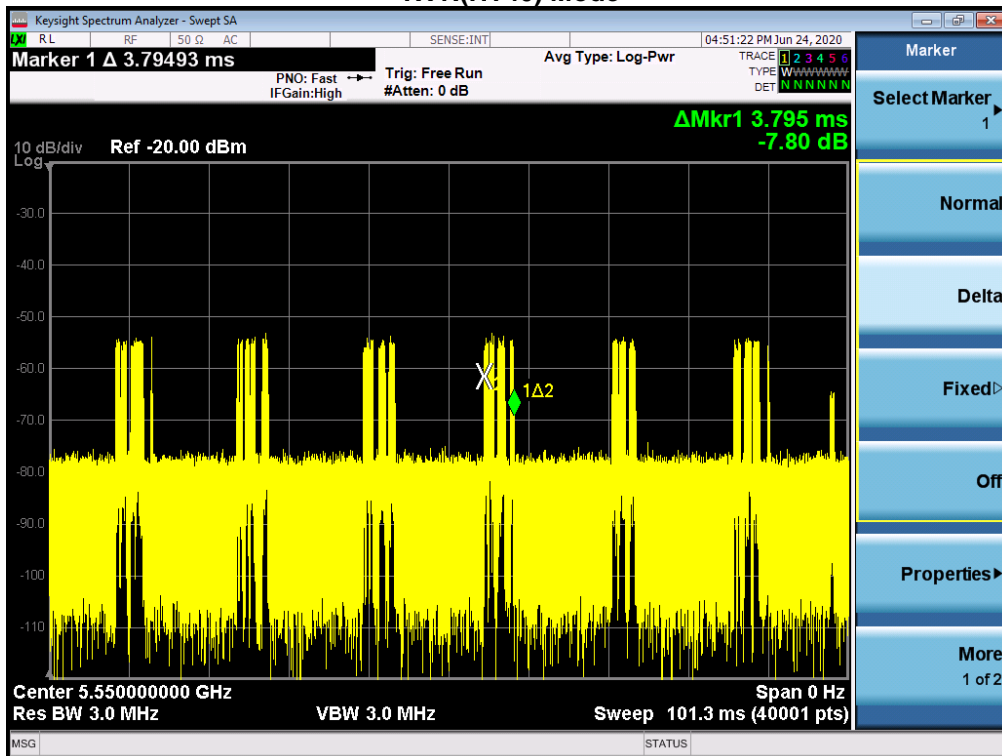 Keysight Spectrum Analyzer - Swept SA
LXI RL RF 50 Ω AC SENSE:INT 04:51:22 PM Jun 24, 2020
Marker 1 Δ 3.79493 ms
PNO: Fast
IFGain:High
Trig: Free Run
#Atten: 0 dB
Avg Type: Log-Pwr
TRACE 1 2 3 4 5 6
TYPE WWWWWW
DET N N N N N N
ΔMkr1 3.795 ms
-7.80 dB
10 dB/div Ref -20.00 dBm
Log
-30.0
-40.0
-50.0
-60.0
-70.0
-80.0
-90.0
-100
-110
1Δ2
Center 5.550000000 GHz Span 0 Hz
Res BW 3.0 MHz VBW 3.0 MHz Sweep 101.3 ms (40001 pts)
MSG STATUS
Marker
Select Marker
1
Normal
Delta
Fixed
Off
Properties
More
1 of 2